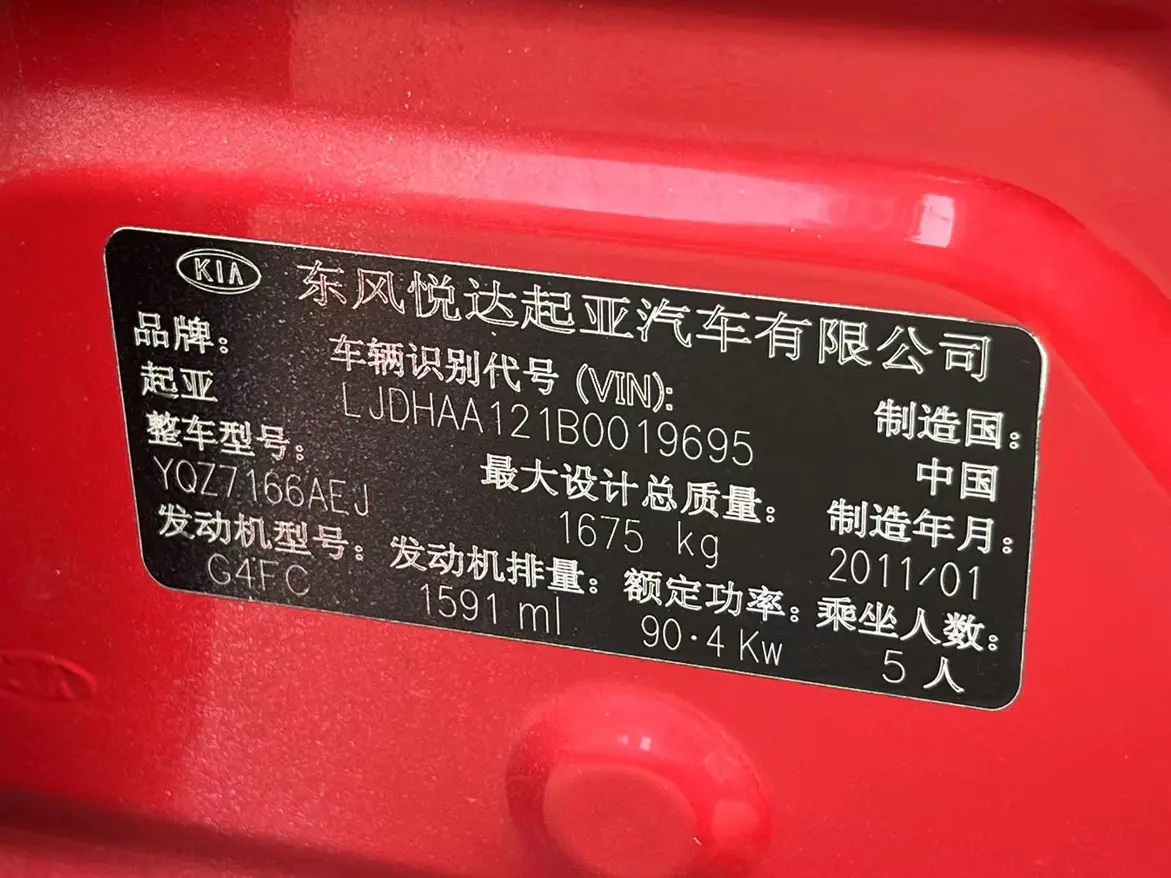 KIA 东风悦达起亚汽车有限公司
品牌： 车辆识别代号 (VIN): 制造国：
起亚 LJDHAA121B0019695 中国
整车型号： 最大设计总质量： 制造年月：
YQZ7166AEJ 1675 kg 2011/01
发动机型号： 发动机排量： 额定功率： 乘坐人数：
G4FC 1591 ml 90·4 Kw 5 人